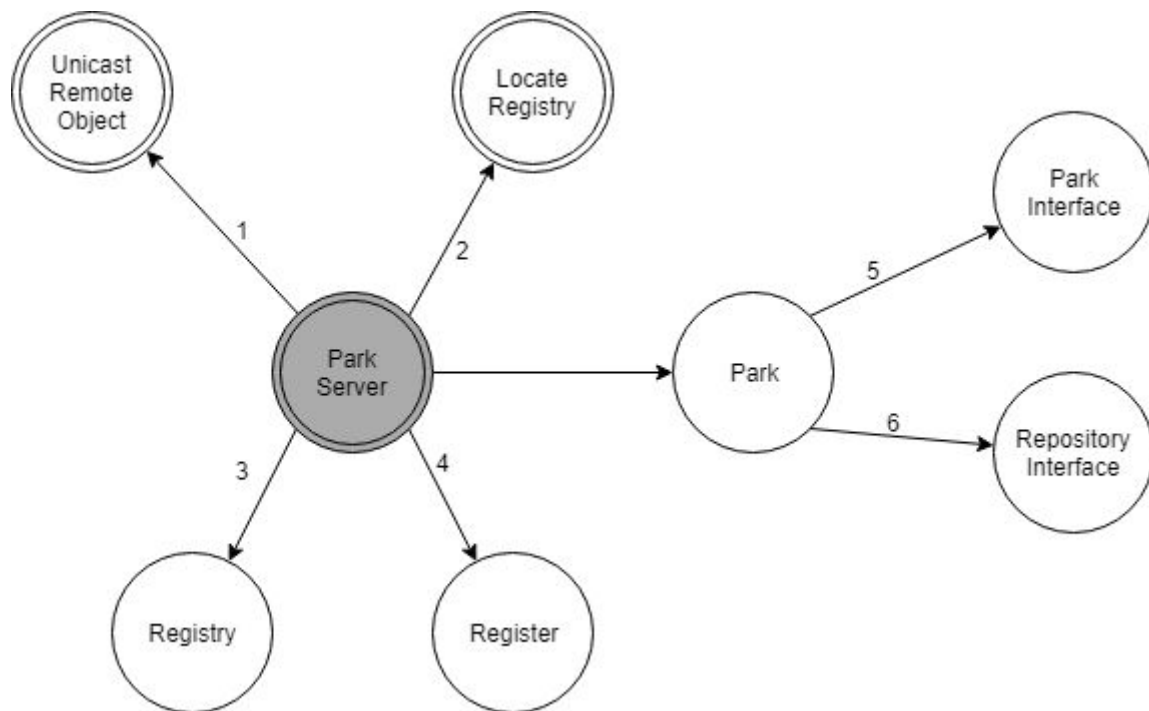 Unicast
Remote
Object
Locate
Registry
Park
Interface
1
2
5
Park
Server
Park
6
Repository
Interface
3
4
Registry
Register